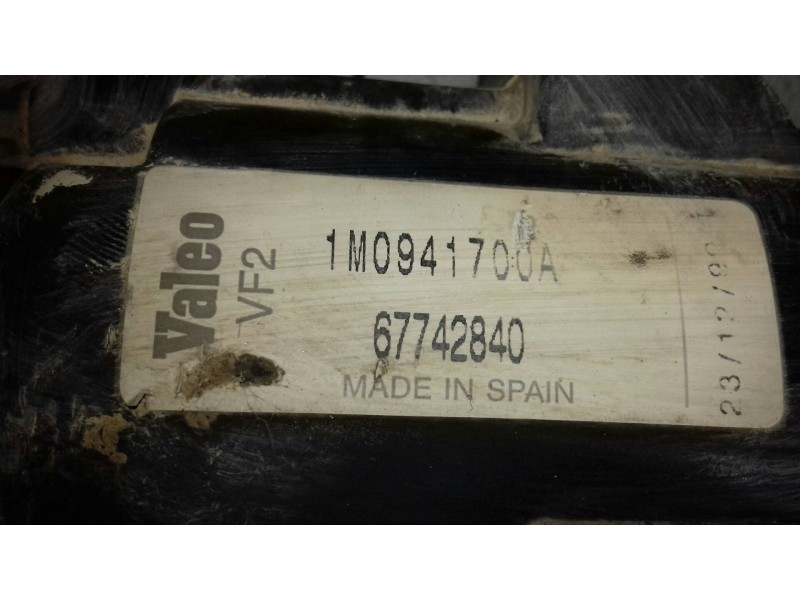 Valeo
VF2
1M0941700A
67742840
MADE IN SPAIN